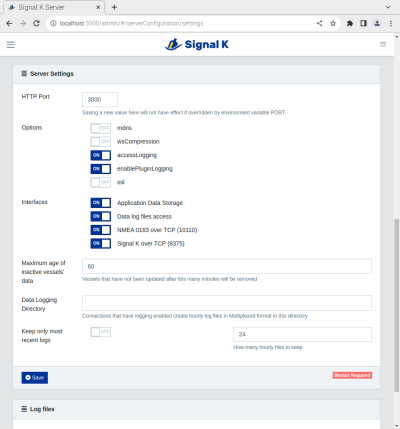 Signal K Server
localhost:3000/admin/#/serverConfiguration/settings
Signal K
Server Settings
HTTP Port
3000
Saving a new value here will not have effect if overridden by environment variable PORT
Options
OFF mdns
OFF wsCompression
ON accessLogging
ON enablePluginLogging
OFF ssl
Interfaces
ON Application Data Storage
ON Data log files access
ON NMEA 0183 over TCP (10110)
ON Signal K over TCP (8375)
Maximum age of
inactive vessels'
data
60
Vessels that have not been updated after this many minutes will be removed
Data Logging
Directory
Connections that have logging enabled create hourly log files in Multiplexed format in this directory
Keep only most
recent logs
OFF
24
How many hourly files to keep
Save
Restart Required
Log files